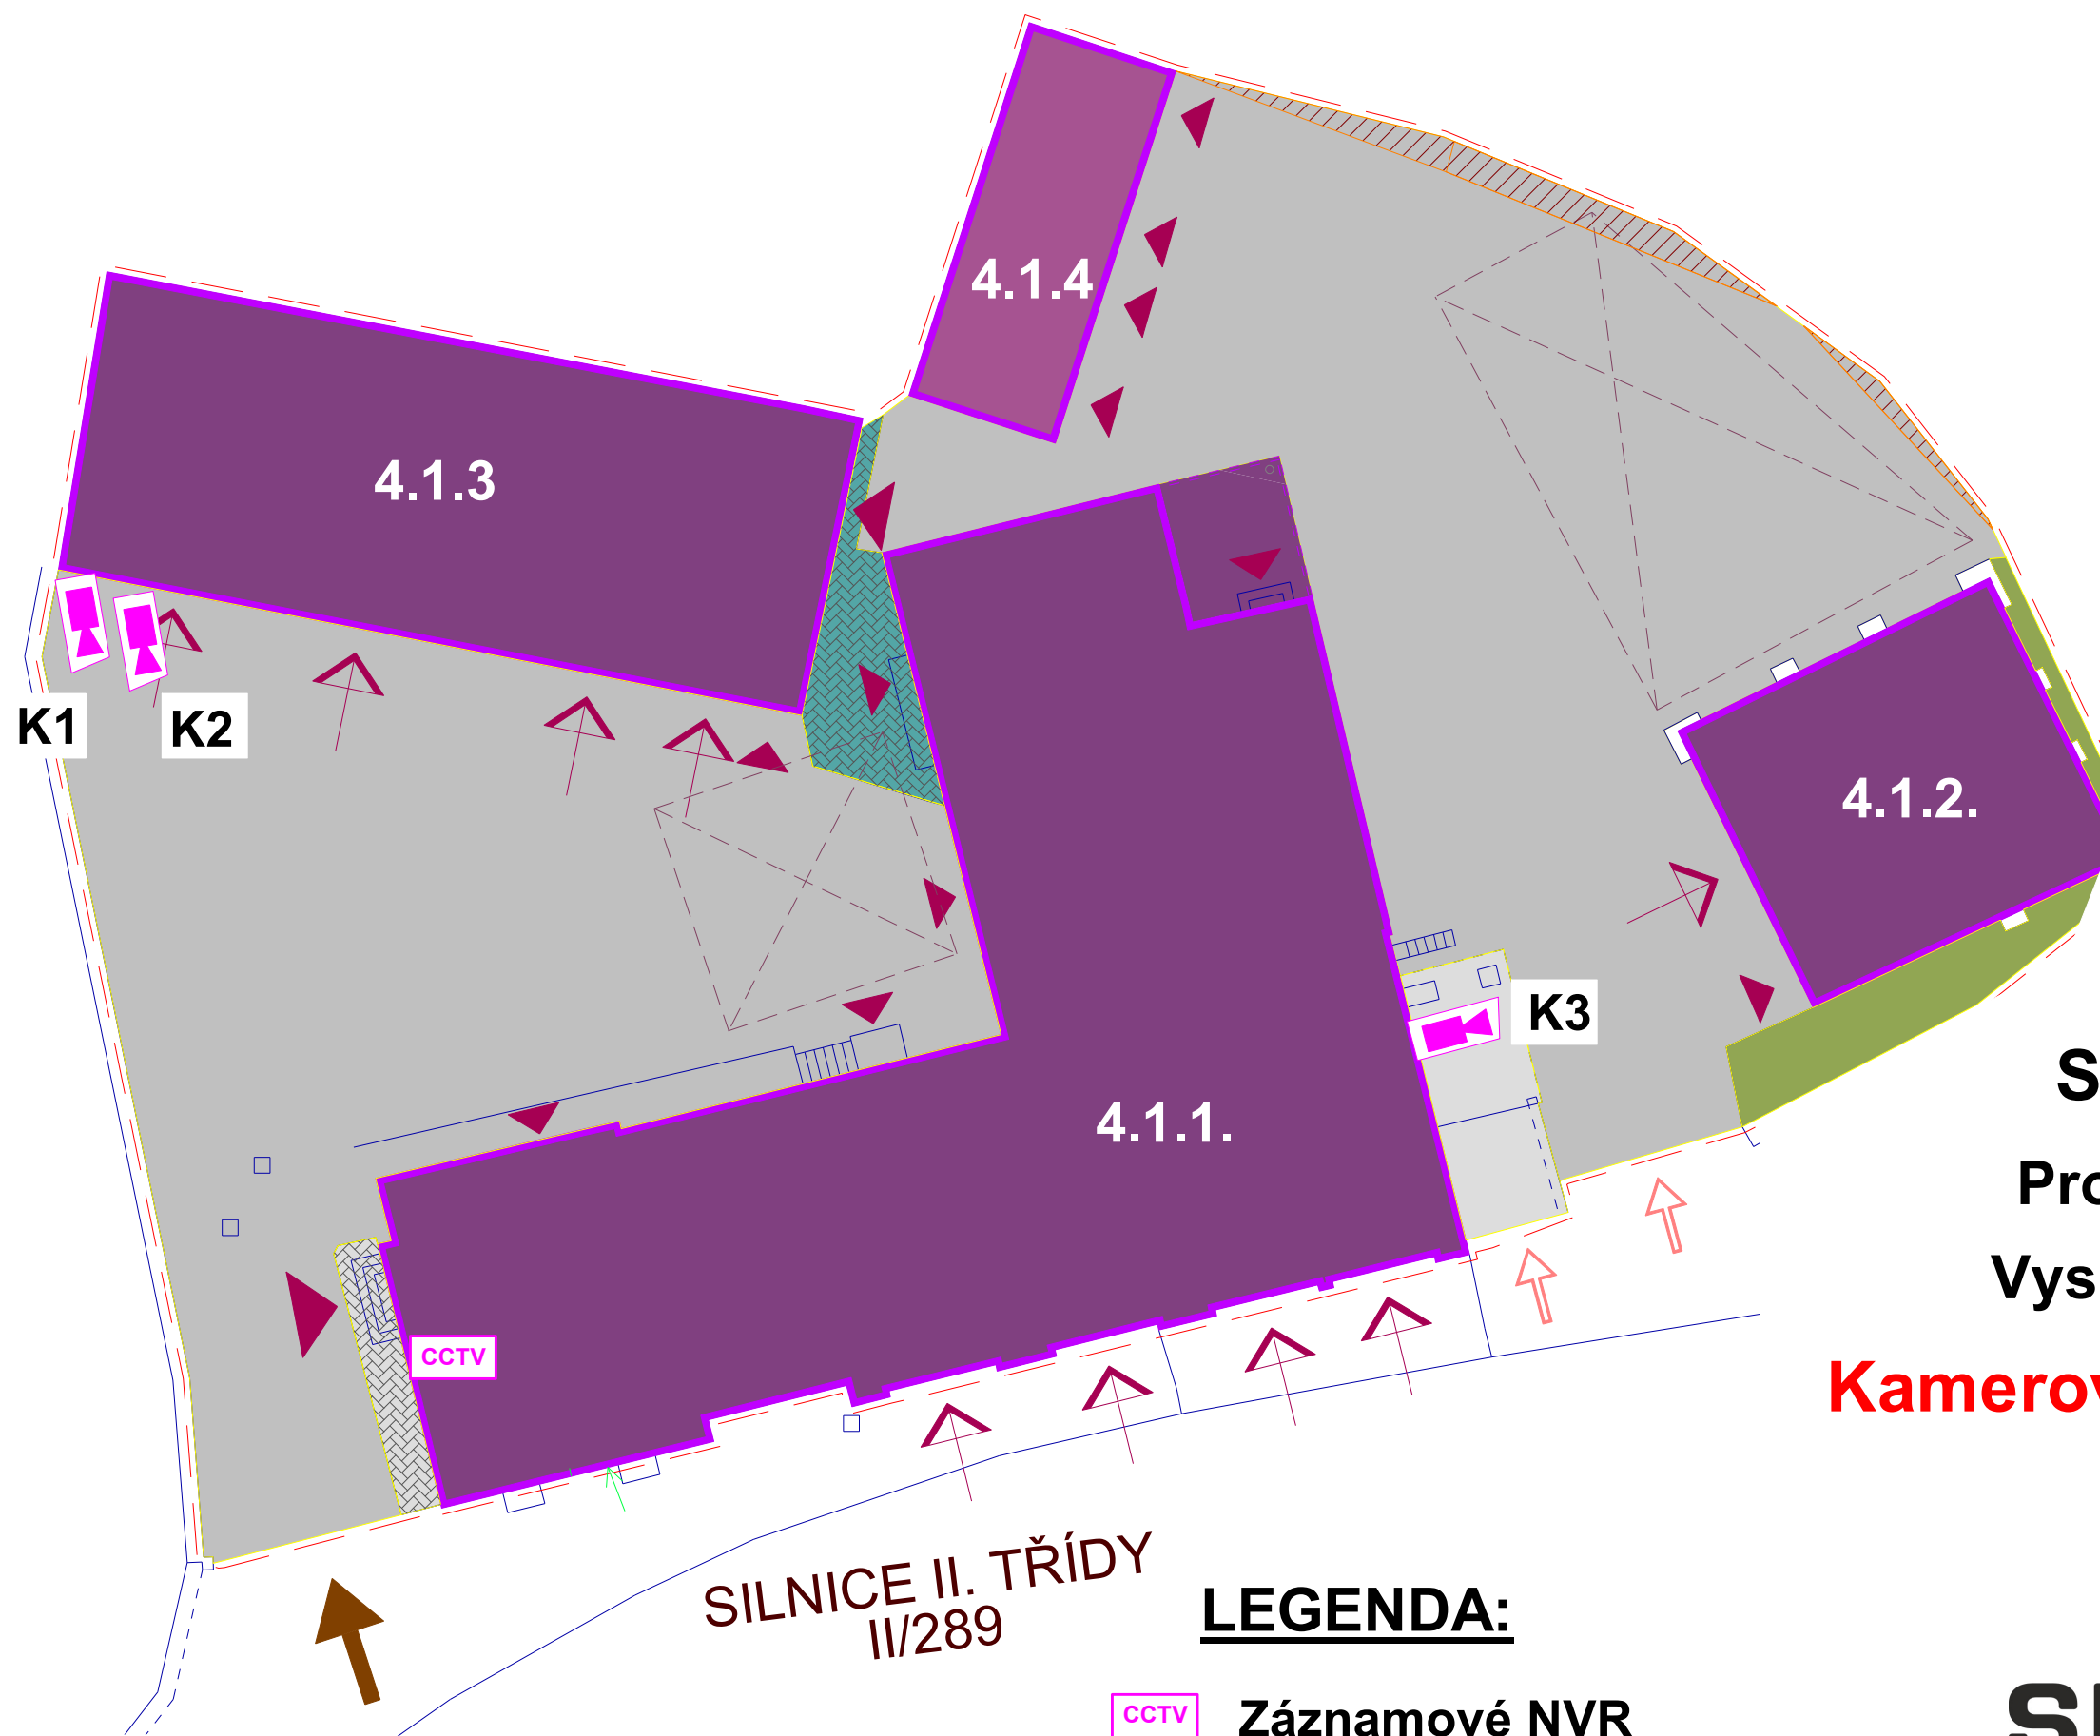 4.1.4
4.1.3
K1
K2
4.1.2.
K3
4.1.1.
CCTV
SILNICE II. TŘÍDY
II/289
LEGENDA:
CCTV Záznamové NVR